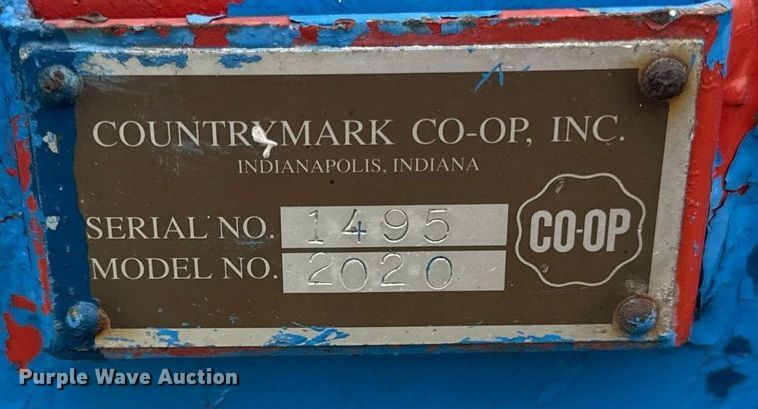 COUNTRYMARK CO-OP, INC.
INDIANAPOLIS, INDIANA
SERIAL NO. 1495
MODEL NO. 2020
CO-OP
Purple Wave Auction